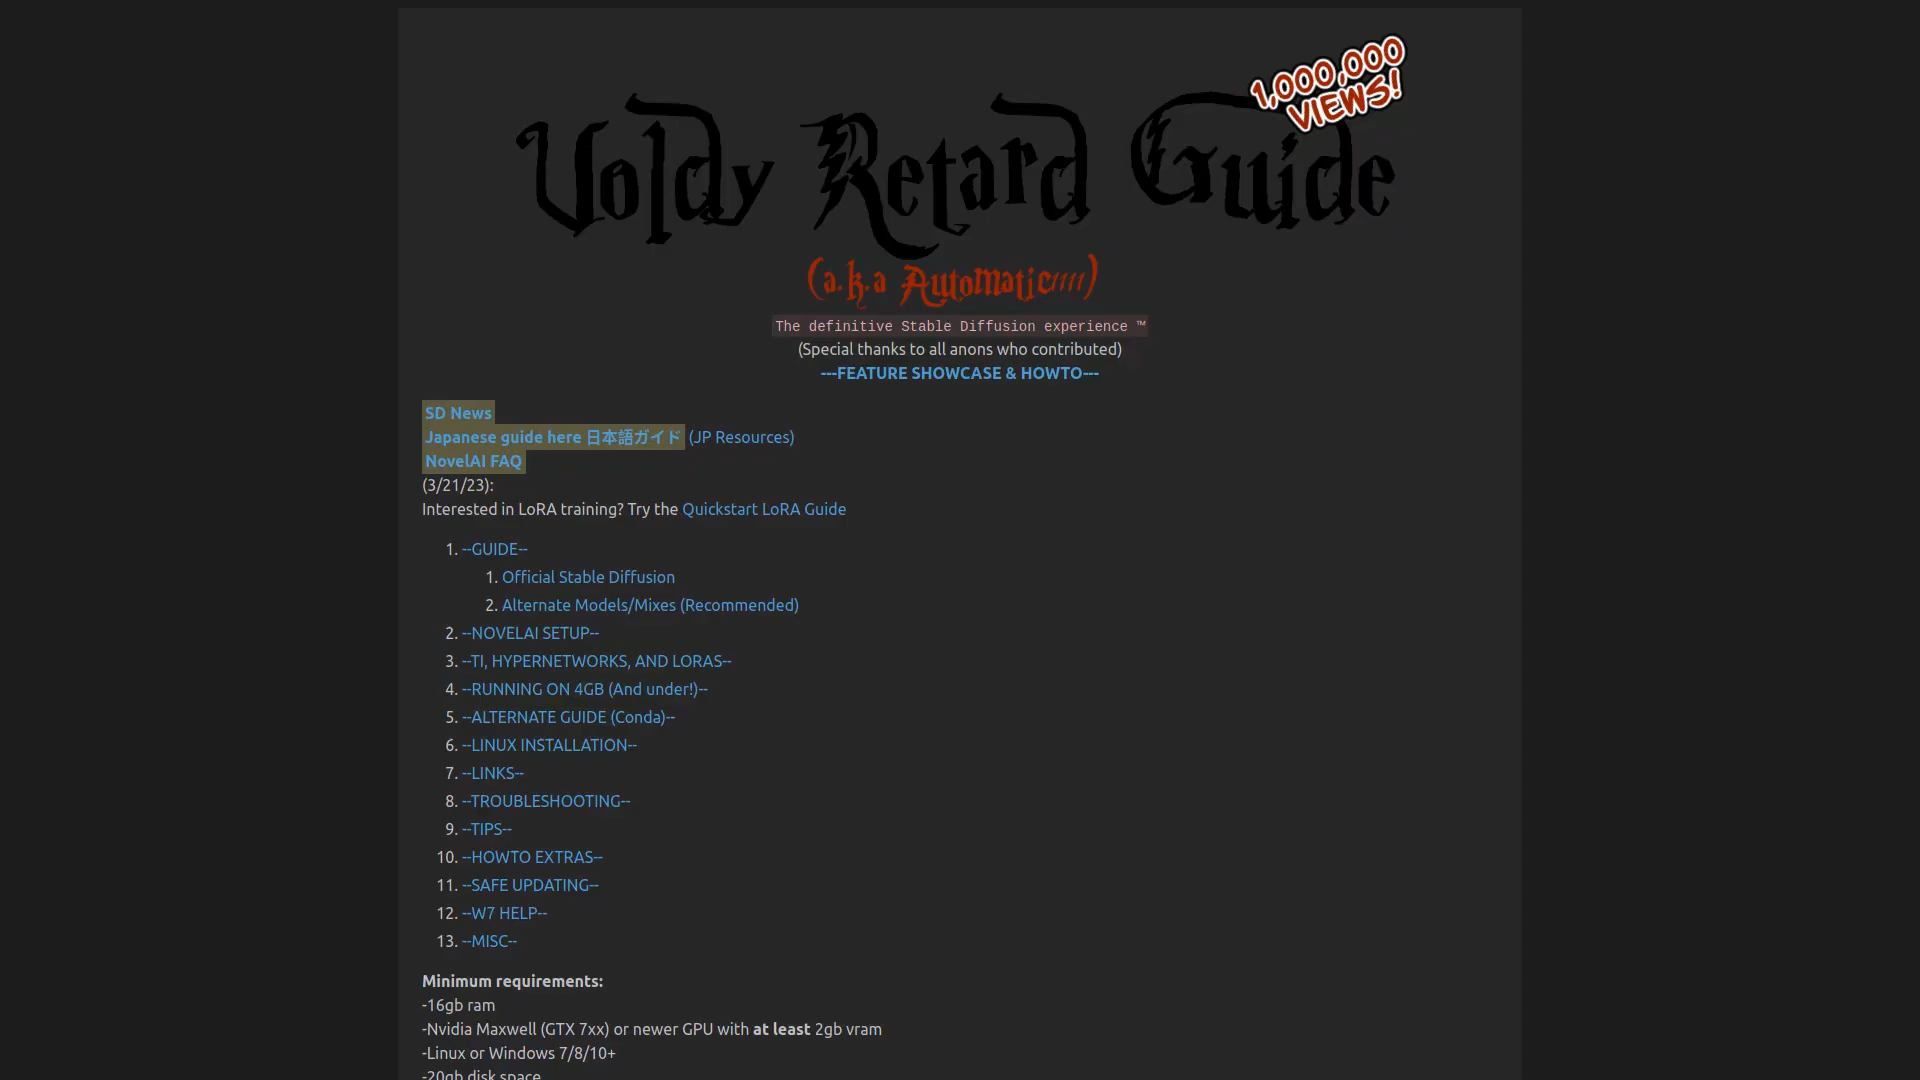 1,000,000
VIEWS!
Voldy Retard Guide
(a.k.a Automatic1111)
The definitive Stable Diffusion experience ™
(Special thanks to all anons who contributed)
---FEATURE SHOWCASE & HOWTO---
SD News
Japanese guide here 日本語ガイド (JP Resources)
NovelAI FAQ
(3/21/23):
Interested in LoRA training? Try the Quickstart LoRA Guide
1. --GUIDE--
1. Official Stable Diffusion
2. Alternate Models/Mixes (Recommended)
2. --NOVELAI SETUP--
3. --TI, HYPERNETWORKS, AND LORAS--
4. --RUNNING ON 4GB (And under!)--
5. --ALTERNATE GUIDE (Conda)--
6. --LINUX INSTALLATION--
7. --LINKS--
8. --TROUBLESHOOTING--
9. --TIPS--
10. --HOWTO EXTRAS--
11. --SAFE UPDATING--
12. --W7 HELP--
13. --MISC--
Minimum requirements:
-16gb ram
-Nvidia Maxwell (GTX 7xx) or newer GPU with at least 2gb vram
-Linux or Windows 7/8/10+
-20gb disk space